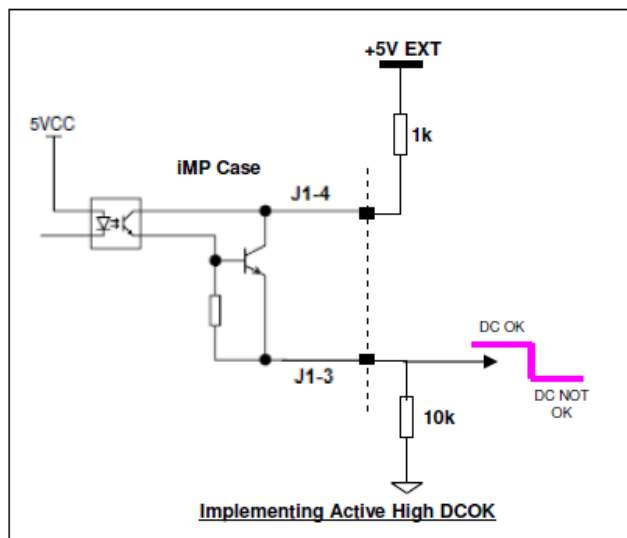 +5V EXT
5VCC
1k
iMP Case
J1-4
DC OK
J1-3
DC NOT
OK
10k
Implementing Active High DCOK